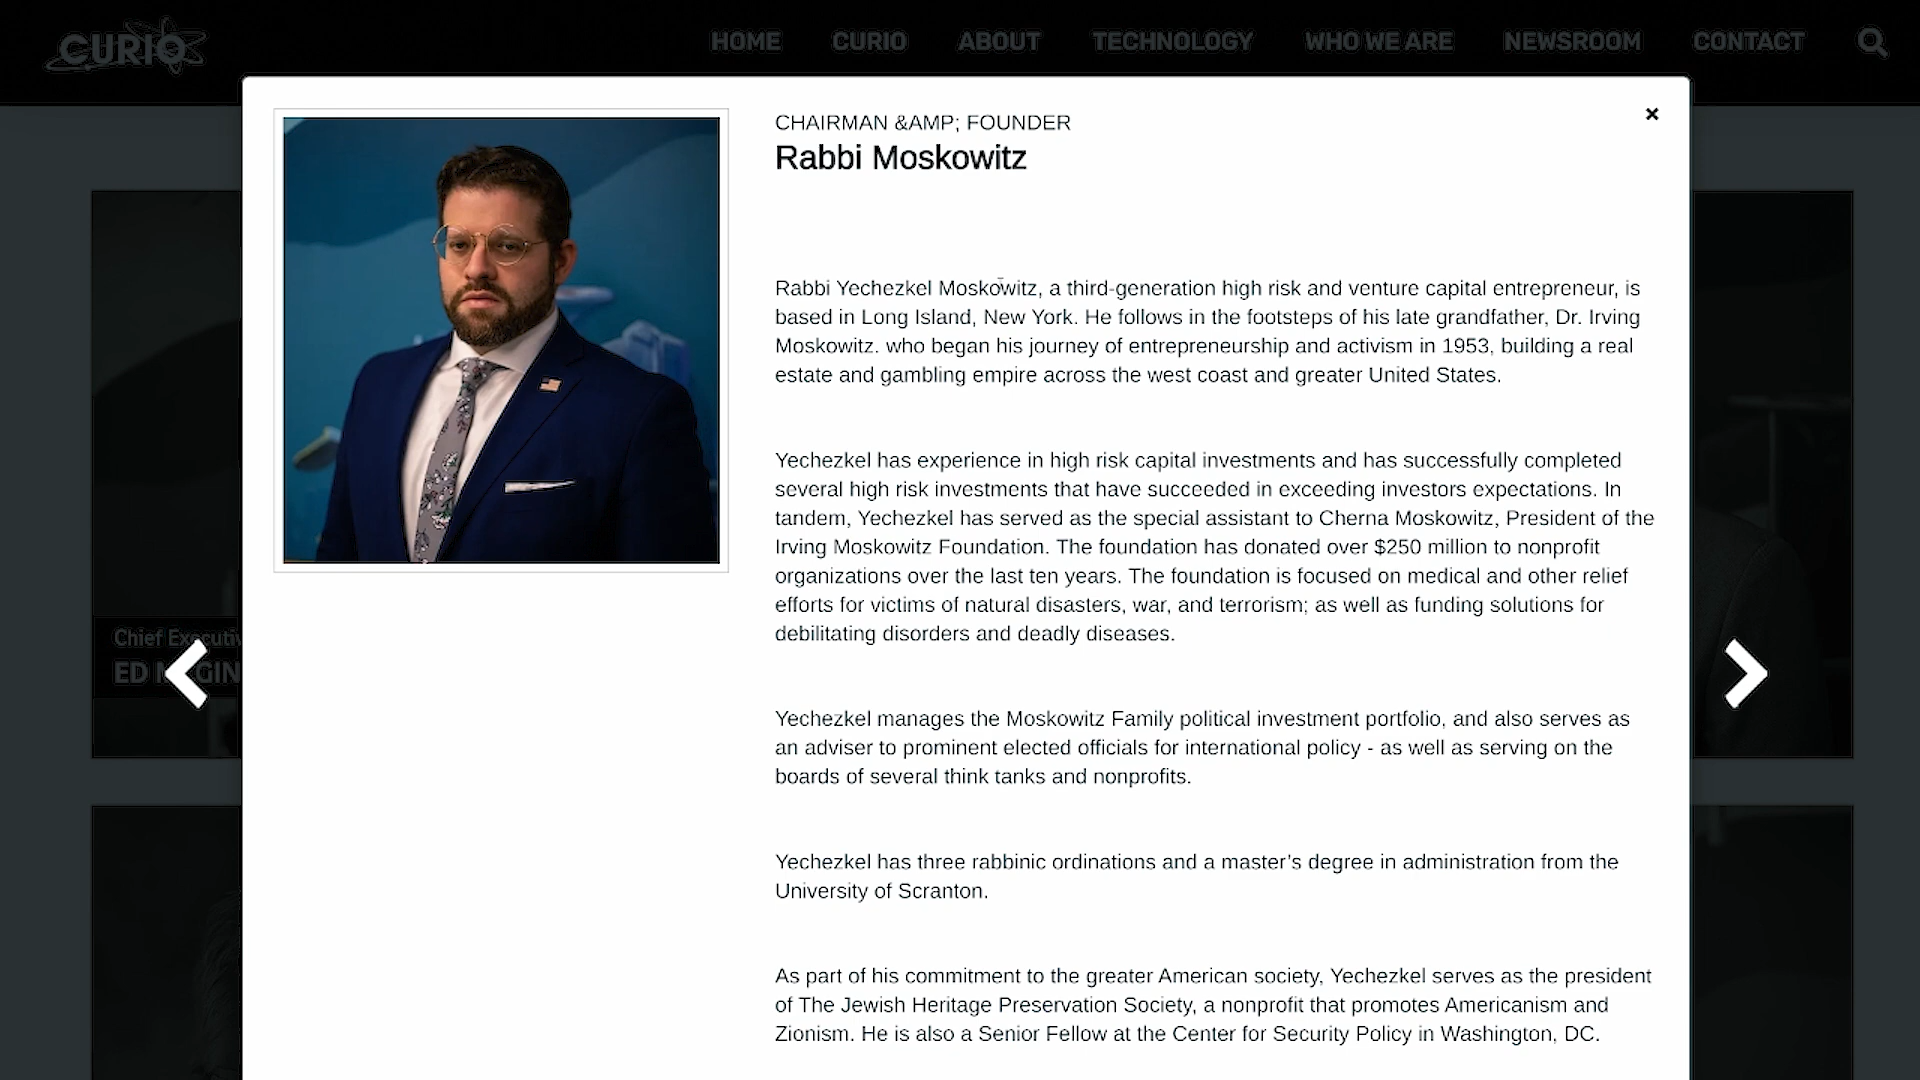 CURIO
HOME CURIO ABOUT TECHNOLOGY WHO WE ARE NEWSROOM CONTACT
CHAIRMAN &AMP; FOUNDER
Rabbi Moskowitz
Rabbi Yechezkel Moskowitz, a third-generation high risk and venture capital entrepreneur, is
based in Long Island, New York. He follows in the footsteps of his late grandfather, Dr. Irving
Moskowitz. who began his journey of entrepreneurship and activism in 1953, building a real
estate and gambling empire across the west coast and greater United States.
Yechezkel has experience in high risk capital investments and has successfully completed
several high risk investments that have succeeded in exceeding investors expectations. In
tandem, Yechezkel has served as the special assistant to Cherna Moskowitz, President of the
Irving Moskowitz Foundation. The foundation has donated over $250 million to nonprofit
organizations over the last ten years. The foundation is focused on medical and other relief
efforts for victims of natural disasters, war, and terrorism; as well as funding solutions for
debilitating disorders and deadly diseases.
Yechezkel manages the Moskowitz Family political investment portfolio, and also serves as
an adviser to prominent elected officials for international policy - as well as serving on the
boards of several think tanks and nonprofits.
Yechezkel has three rabbinic ordinations and a master's degree in administration from the
University of Scranton.
As part of his commitment to the greater American society, Yechezkel serves as the president
of The Jewish Heritage Preservation Society, a nonprofit that promotes Americanism and
Zionism. He is also a Senior Fellow at the Center for Security Policy in Washington, DC.
Chief
ED